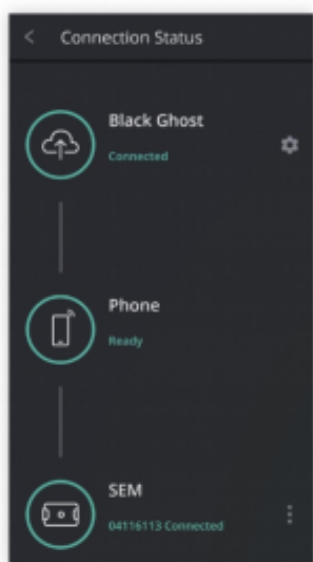 Connection Status
Black Ghost
Connected
Phone
Ready
SEM
04116113 Connected